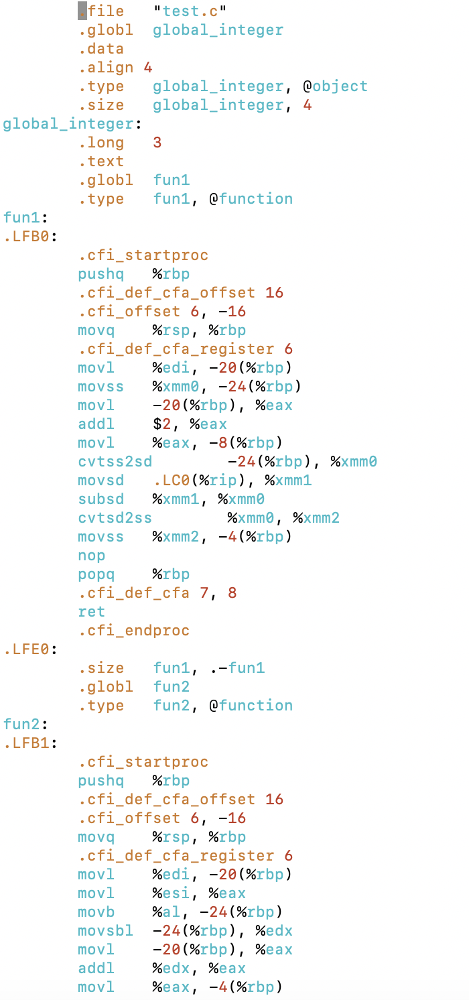 .file "test.c"
.globl global_integer
.data
.align 4
.type global_integer, @object
.size global_integer, 4
global_integer:
.long 3
.text
.globl fun1
.type fun1, @function
fun1:
.LFB0:
.cfi_startproc
pushq %rbp
.cfi_def_cfa_offset 16
.cfi_offset 6, -16
movq %rsp, %rbp
.cfi_def_cfa_register 6
movl %edi, -20(%rbp)
movss %xmm0, -24(%rbp)
movl -20(%rbp), %eax
addl $2, %eax
movl %eax, -8(%rbp)
cvtss2sd -24(%rbp), %xmm0
movsd .LC0(%rip), %xmm1
subsd %xmm1, %xmm0
cvtsd2ss %xmm0, %xmm2
movss %xmm2, -4(%rbp)
nop
popq %rbp
.cfi_def_cfa 7, 8
ret
.cfi_endproc
.LFE0:
.size fun1, .-fun1
.globl fun2
.type fun2, @function
fun2:
.LFB1:
.cfi_startproc
pushq %rbp
.cfi_def_cfa_offset 16
.cfi_offset 6, -16
movq %rsp, %rbp
.cfi_def_cfa_register 6
movl %edi, -20(%rbp)
movl %esi, %eax
movb %al, -24(%rbp)
movsbl -24(%rbp), %edx
movl -20(%rbp), %eax
addl %edx, %eax
movl %eax, -4(%rbp)